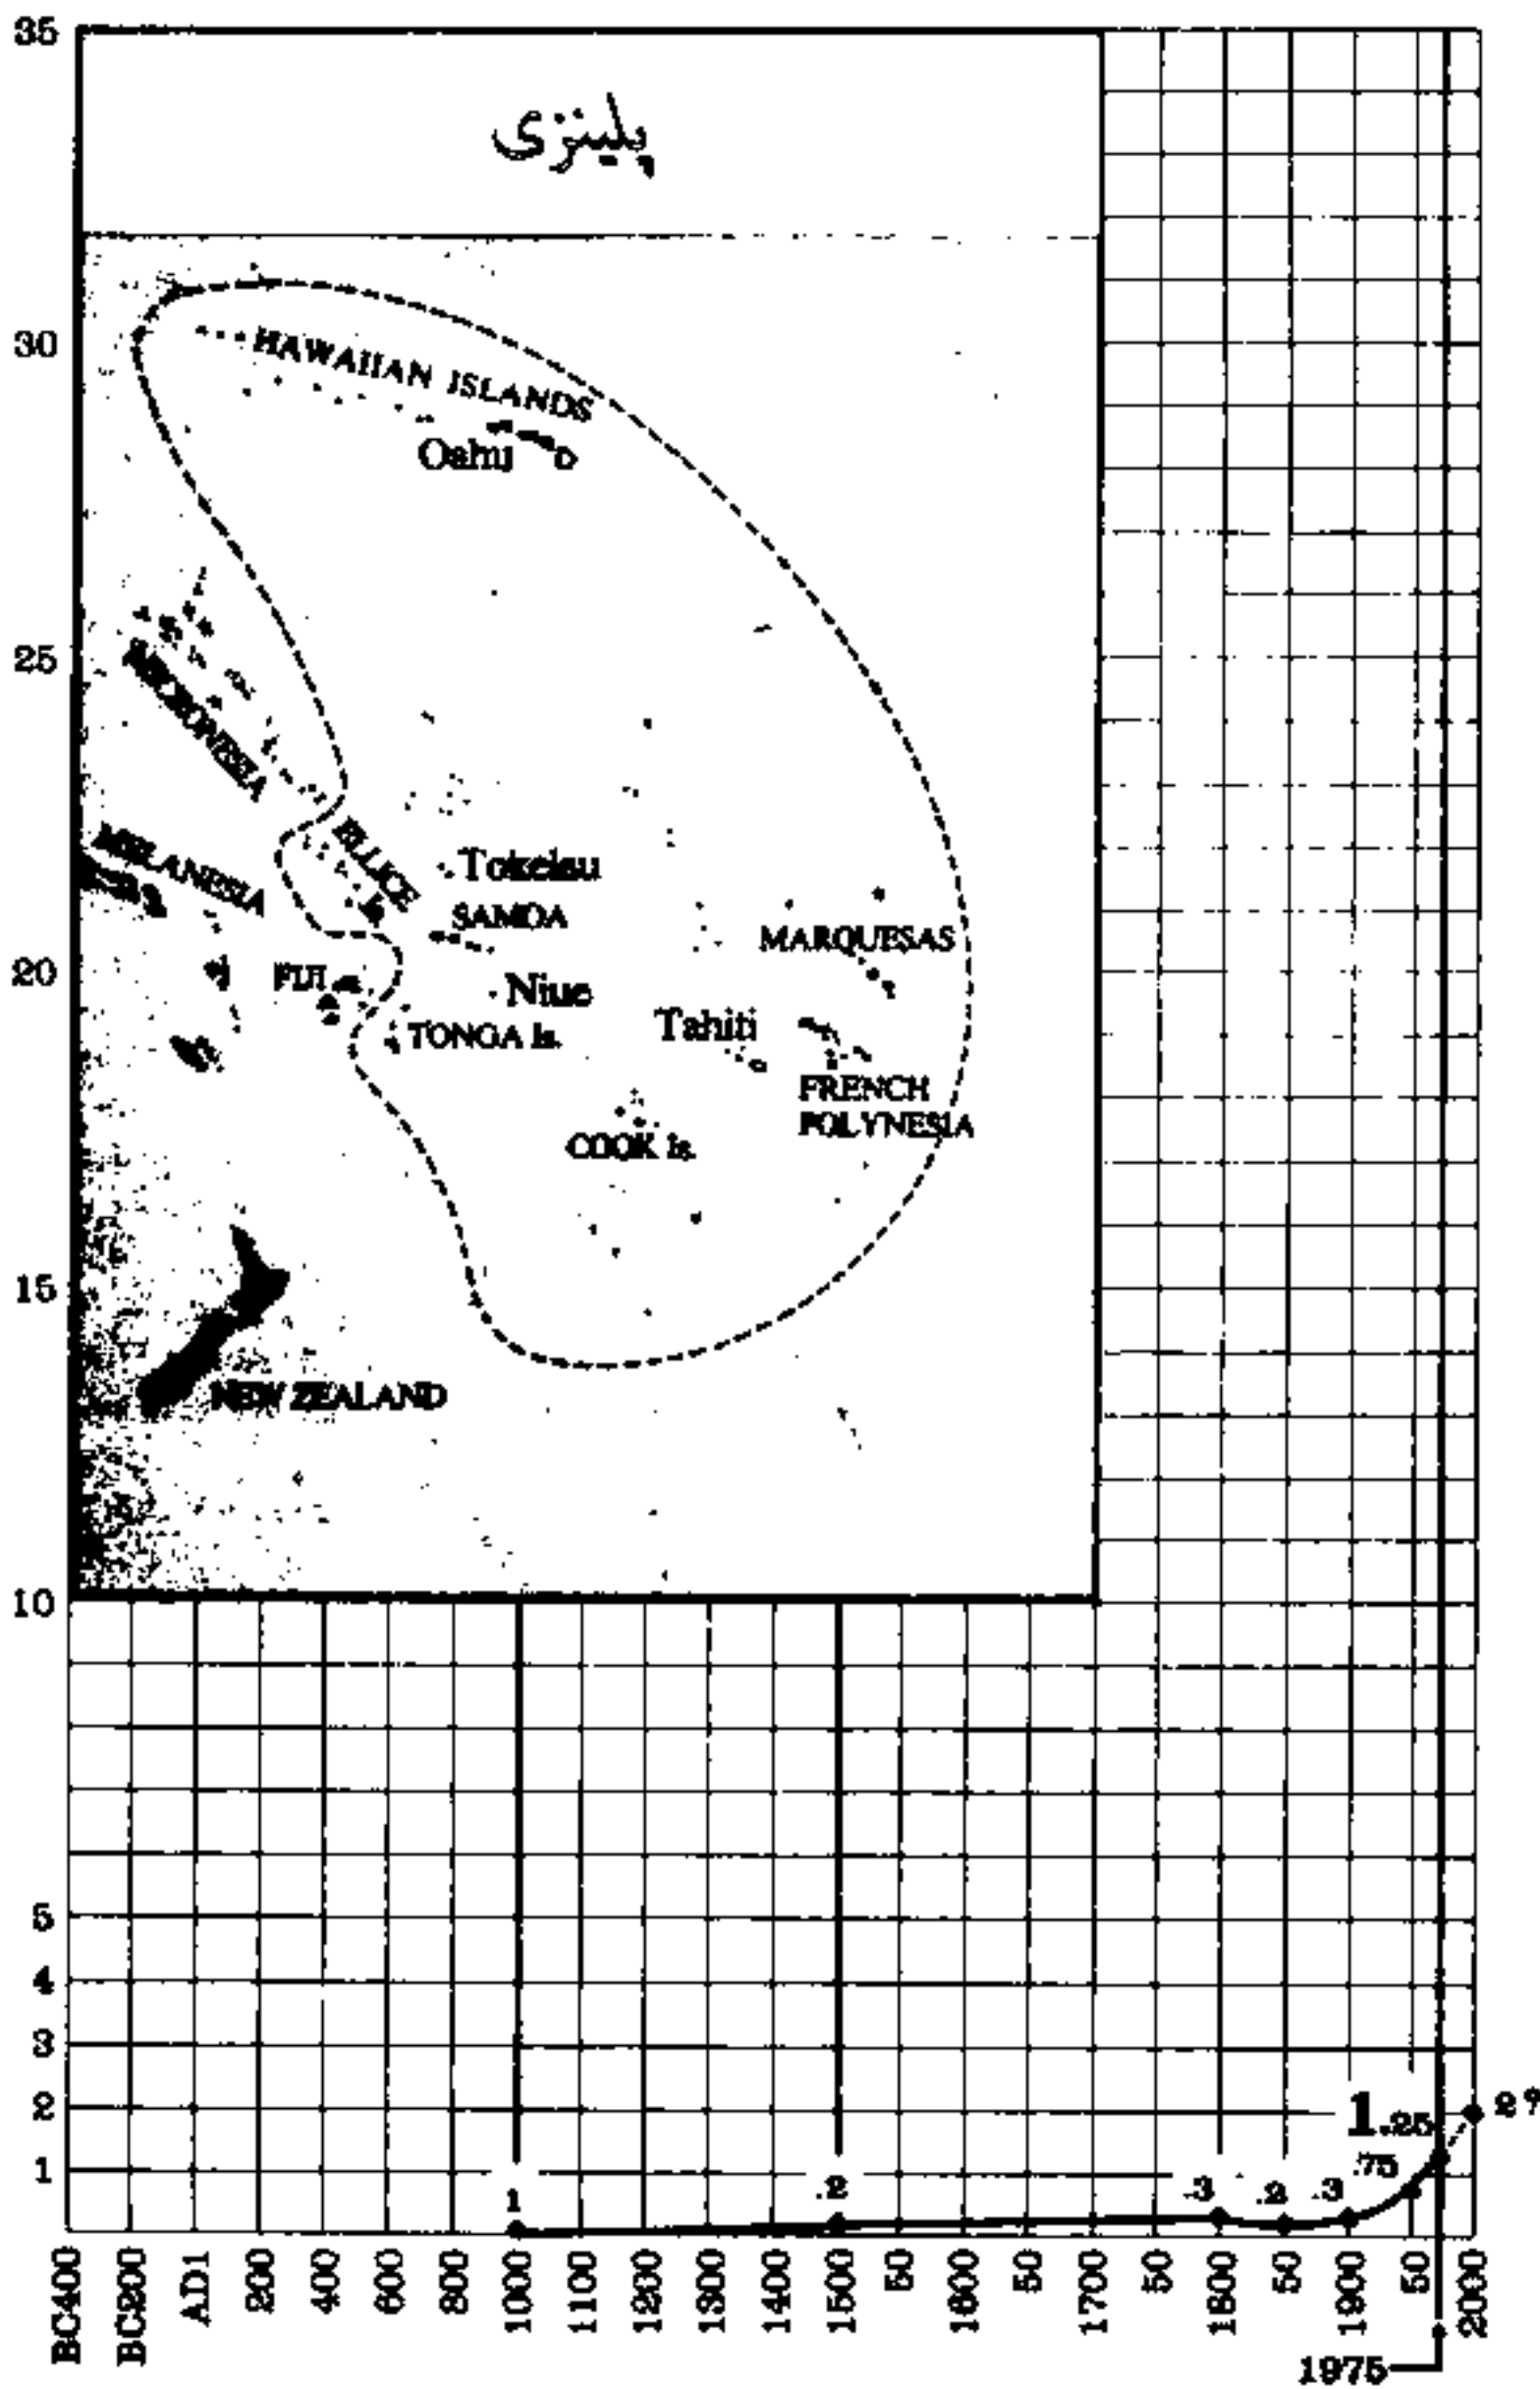 35
پلینزی
30
HAWAIIAN ISLANDS
Oahu
25
MICRONESIA
MELANESIA
ELLICE
Tokelau
SAMOA
MARQUESAS
20
FIJI
Niue
Tahiti
TONGA Is.
FRENCH
POLYNESIA
COOK Is.
15
NEW ZEALAND
10
5
4
3
2
1.25
2?
1
.75
1
.2
.3
.2
.3
BC400
BC200
AD1
200
400
600
800
1000
1100
1200
1300
1400
1500
50
1600
50
1700
50
1800
50
1900
50
2000
1975